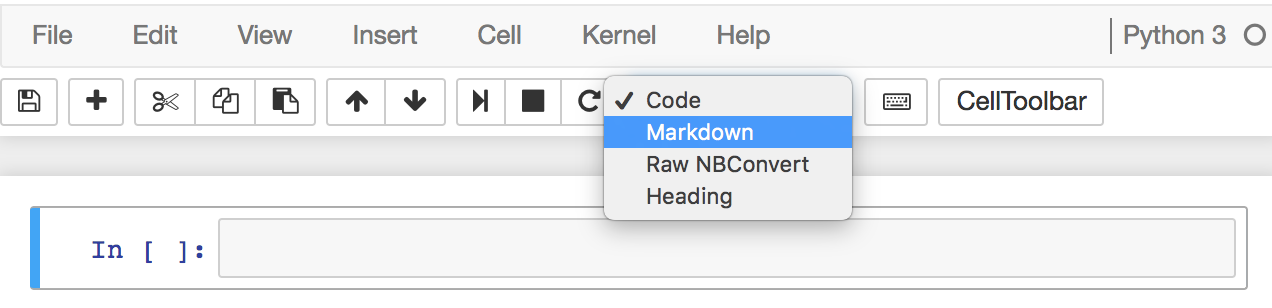 File Edit View Insert Cell Kernel Help Python 3
✓ Code CellToolbar
Markdown
Raw NBConvert
Heading
In [ ]: